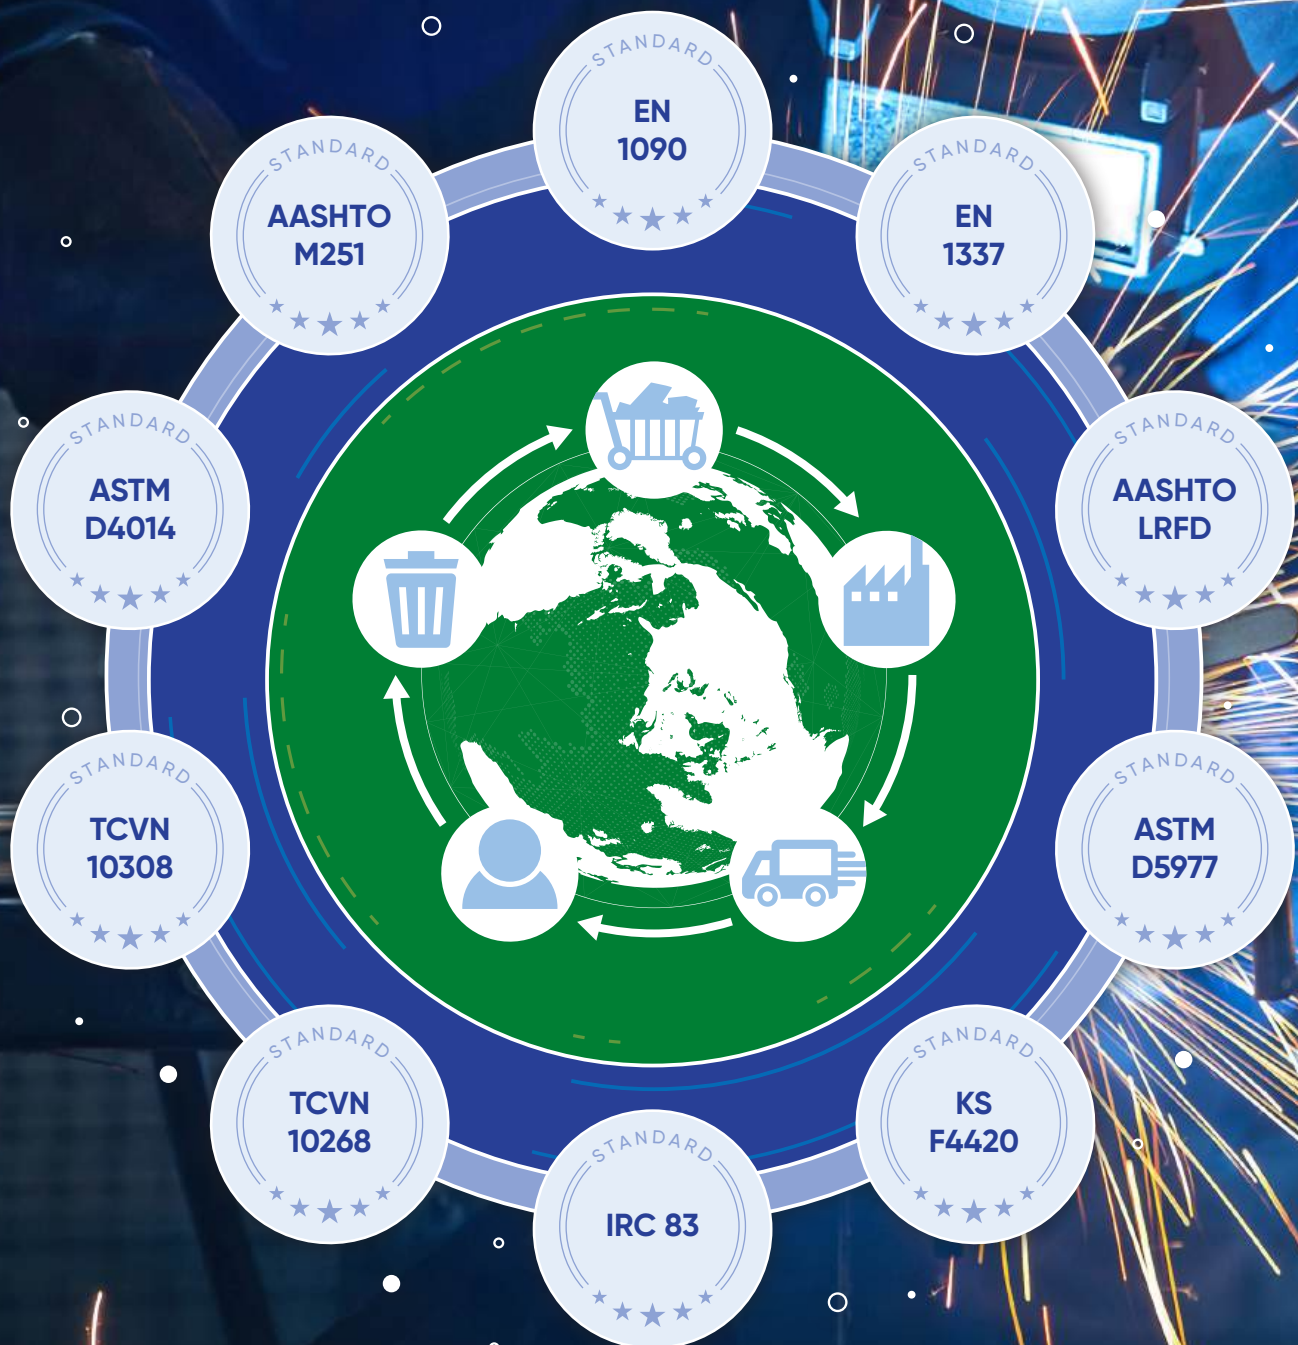 STANDARD
EN
1090
STANDARD
EN
1337
STANDARD
AASHTO
LRFD
STANDARD
ASTM
D5977
STANDARD
KS
F4420
STANDARD
IRC 83
STANDARD
TCVN
10268
STANDARD
TCVN
10308
STANDARD
ASTM
D4014
STANDARD
AASHTO
M251